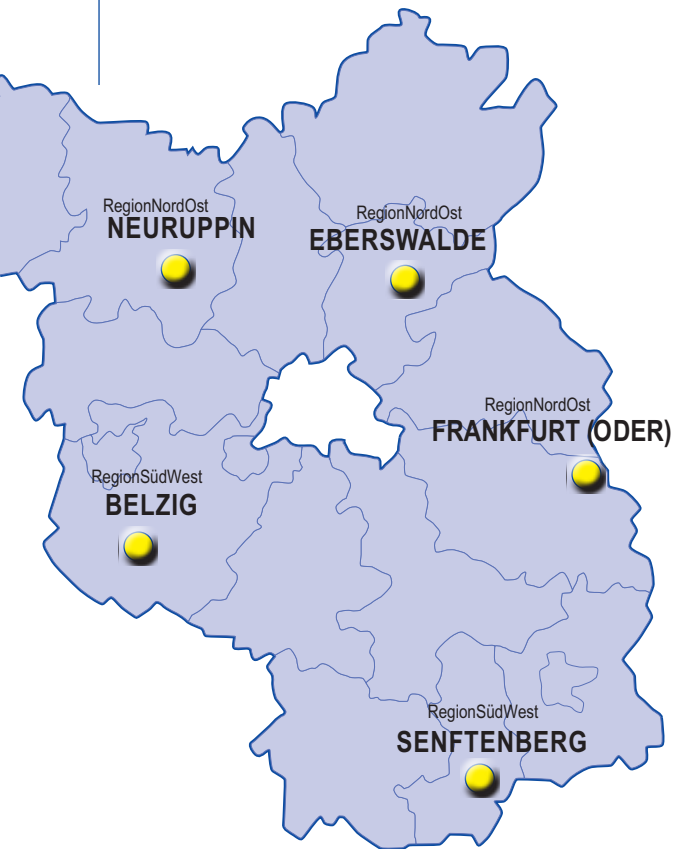 RegionNordOst
NEURUPPIN
RegionNordOst
EBERSWALDE
RegionNordOst
FRANKFURT (ODER)
RegionSüdWest
BELZIG
RegionSüdWest
SENFTENBERG